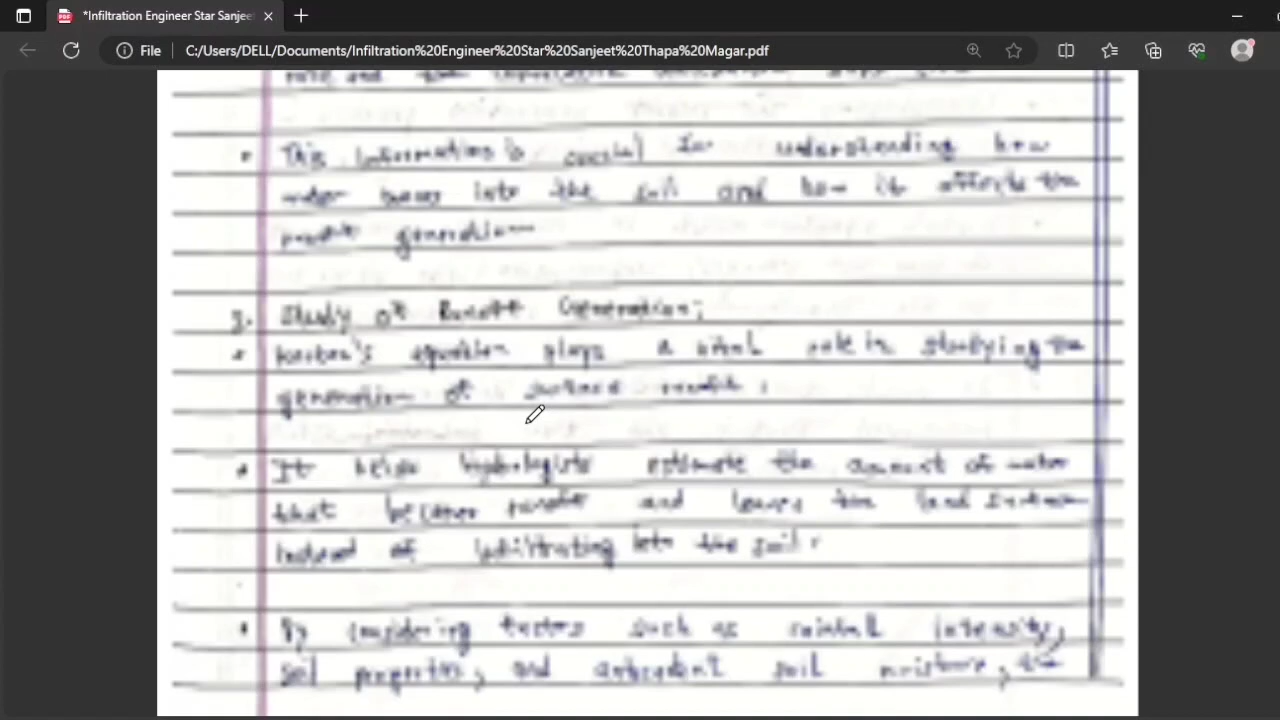 *Infiltration Engineer Star Sanjee
File C:/Users/DELL/Documents/Infiltration%20Engineer%20Star%20Sanjeet%20Thapa%20Magar.pdf
This information is crucial in understanding how
water moves into the soil and how it affects the
runoff generation
3. Study of Runoff Generation;
• Horton's equation plays a vital role in studying the
generation of surface runoff.
• It helps hydrologists estimate the amount of water
that becomes runoff and leaves the land surface
instead of infiltrating into the soil.
• By considering factors such as rainfall intensity,
soil properties, and antecedent soil moisture, the